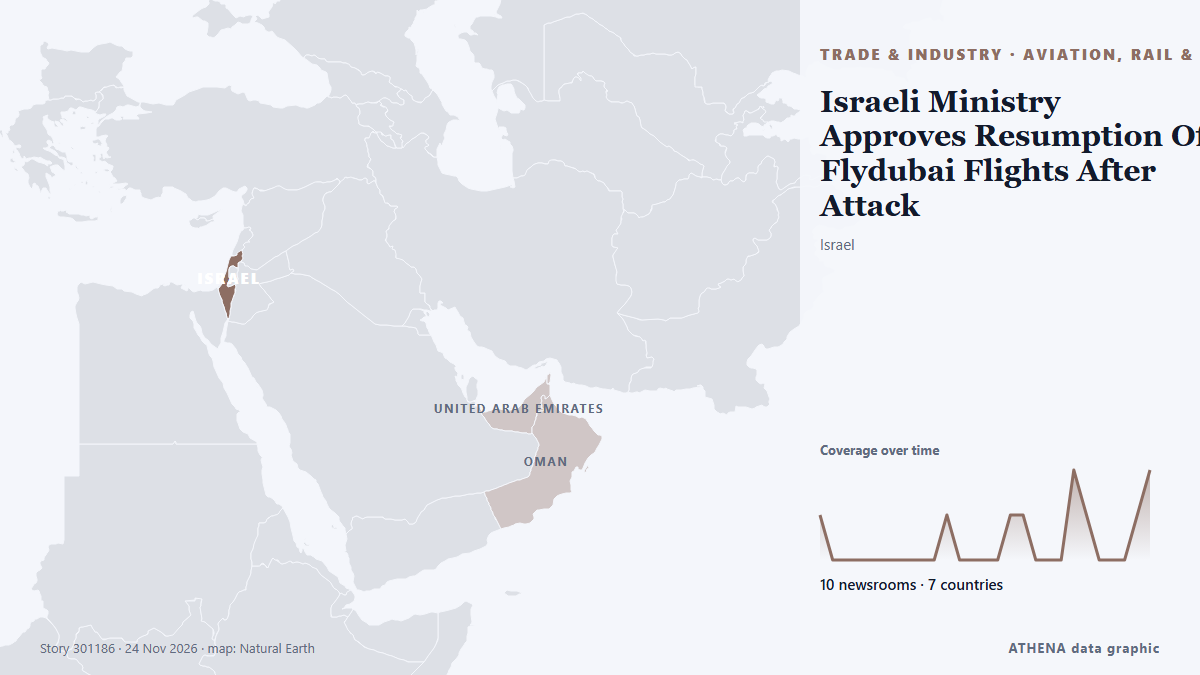 TRADE & INDUSTRY · AVIATION, RAIL &
Israeli Ministry
Approves Resumption Of
Flydubai Flights After
Attack
Israel
ISRAEL
UNITED ARAB EMIRATES
OMAN
Coverage over time
10 newsrooms · 7 countries
Story 301186 · 24 Nov 2026 · map: Natural Earth
ATHENA data graphic